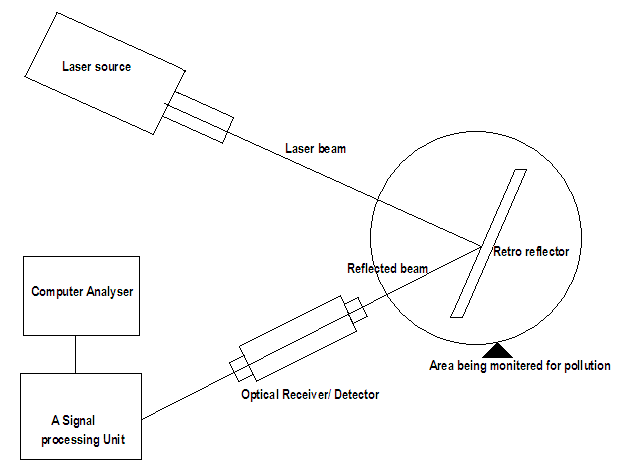 Laser source
Laser beam
Retro reflector
Reflected beam
Computer Analyser
Area being monitered for pollution
Optical Receiver/ Detector
A Signal
processing Unit